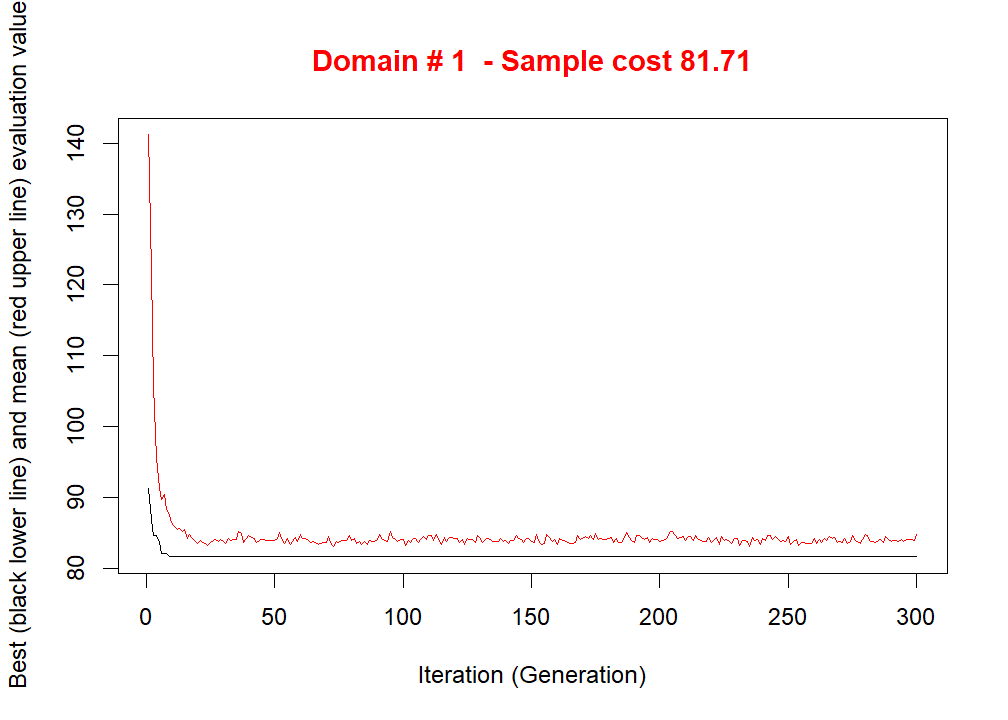 Domain # 1  - Sample cost 81.71
Best (black lower line) and mean (red upper line) evaluation value
140
130
120
110
100
90
80
0 50 100 150 200 250 300
Iteration (Generation)